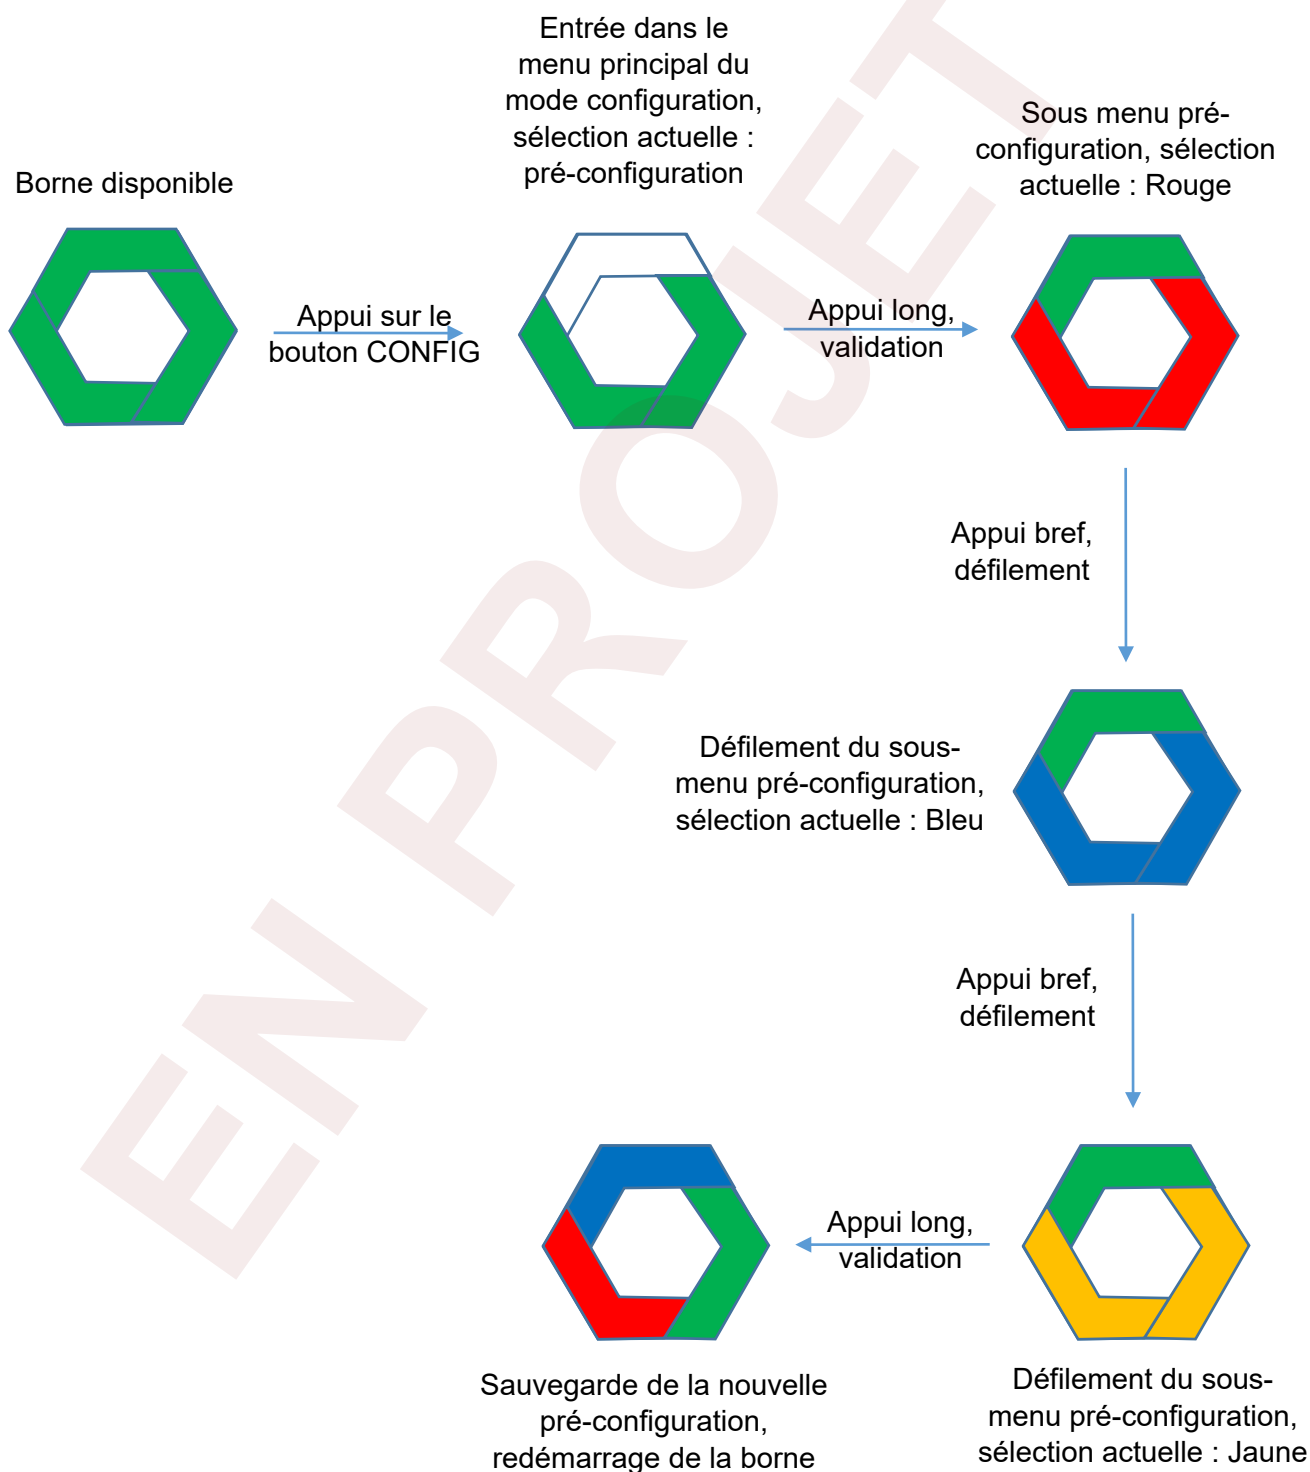 Borne disponible
Appui sur le
bouton CONFIG
Entrée dans le
menu principal du
mode configuration,
sélection actuelle :
pré-configuration
Appui long,
validation
Sous menu pré-
configuration, sélection
actuelle : Rouge
Appui bref,
défilement
Défilement du sous-
menu pré-configuration,
sélection actuelle : Bleu
Appui bref,
défilement
Défilement du sous-
menu pré-configuration,
sélection actuelle : Jaune
Appui long,
validation
Sauvegarde de la nouvelle
pré-configuration,
redémarrage de la borne
EN PROJET